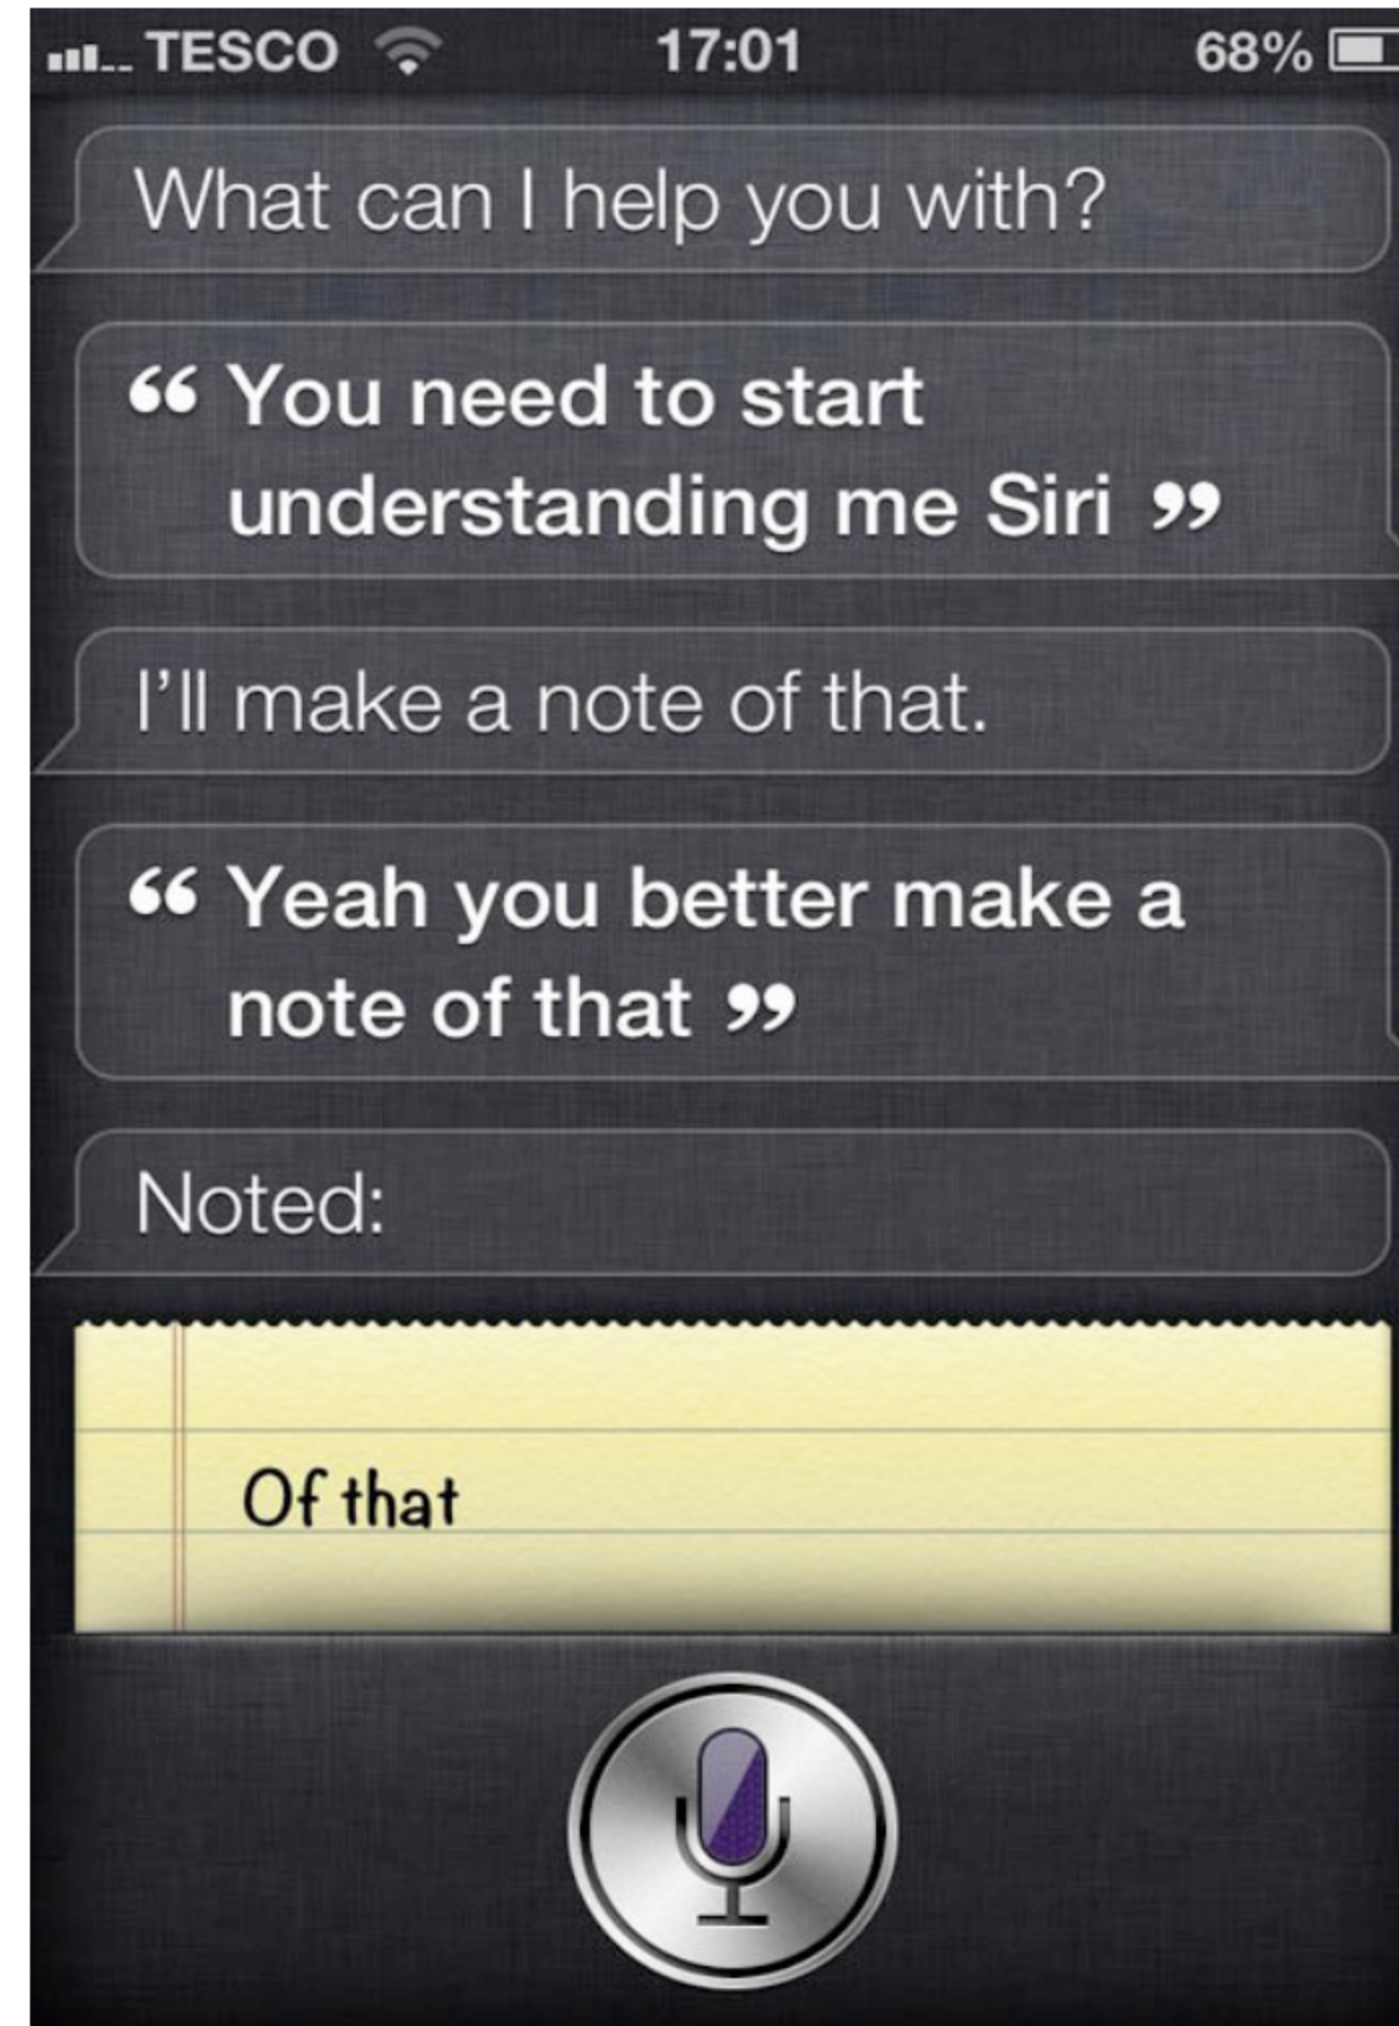 TESCO 17:01 68%
What can I help you with?
“ You need to start
understanding me Siri ”
I’ll make a note of that.
“ Yeah you better make a
note of that ”
Noted:
Of that